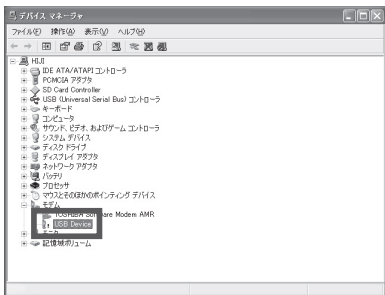 デバイス マネージャ
ファイル(F) 操作(A) 表示(V) ヘルプ(H)
HIJI
IDE ATA/ATAPI コントローラ
PCMCIA アダプタ
SD Card Controller
USB (Universal Serial Bus) コントローラ
キーボード
コンピュータ
サウンド、ビデオ、およびゲーム コントローラ
システム デバイス
ディスク ドライブ
ディスプレイ アダプタ
ネットワーク アダプタ
バッテリ
プロセッサ
マウスとそのほかのポインティング デバイス
モデム
TOSHIBA Software Modem AMR
USB Device
モニタ
記憶域ボリューム